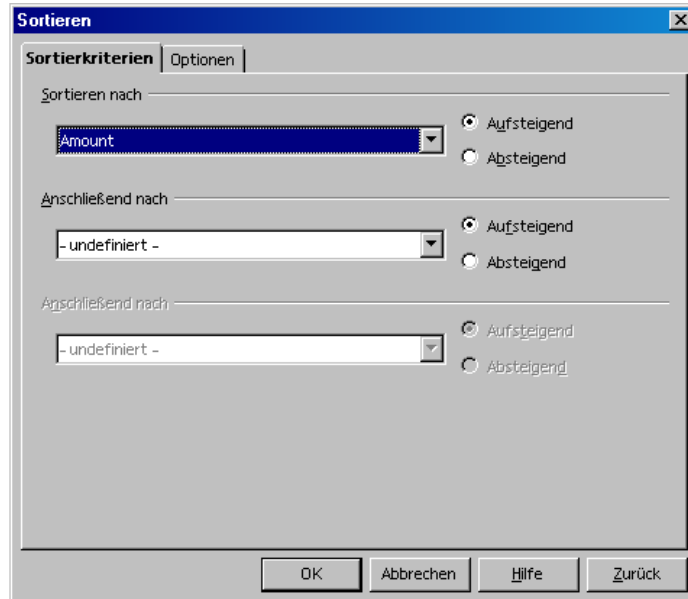 Sortieren
Sortierkriterien Optionen
Sortieren nach
Amount
Aufsteigend
Absteigend
Anschließend nach
- undefiniert -
Aufsteigend
Absteigend
Anschließend nach
- undefiniert -
Aufsteigend
Absteigend
OK Abbrechen Hilfe Zurück